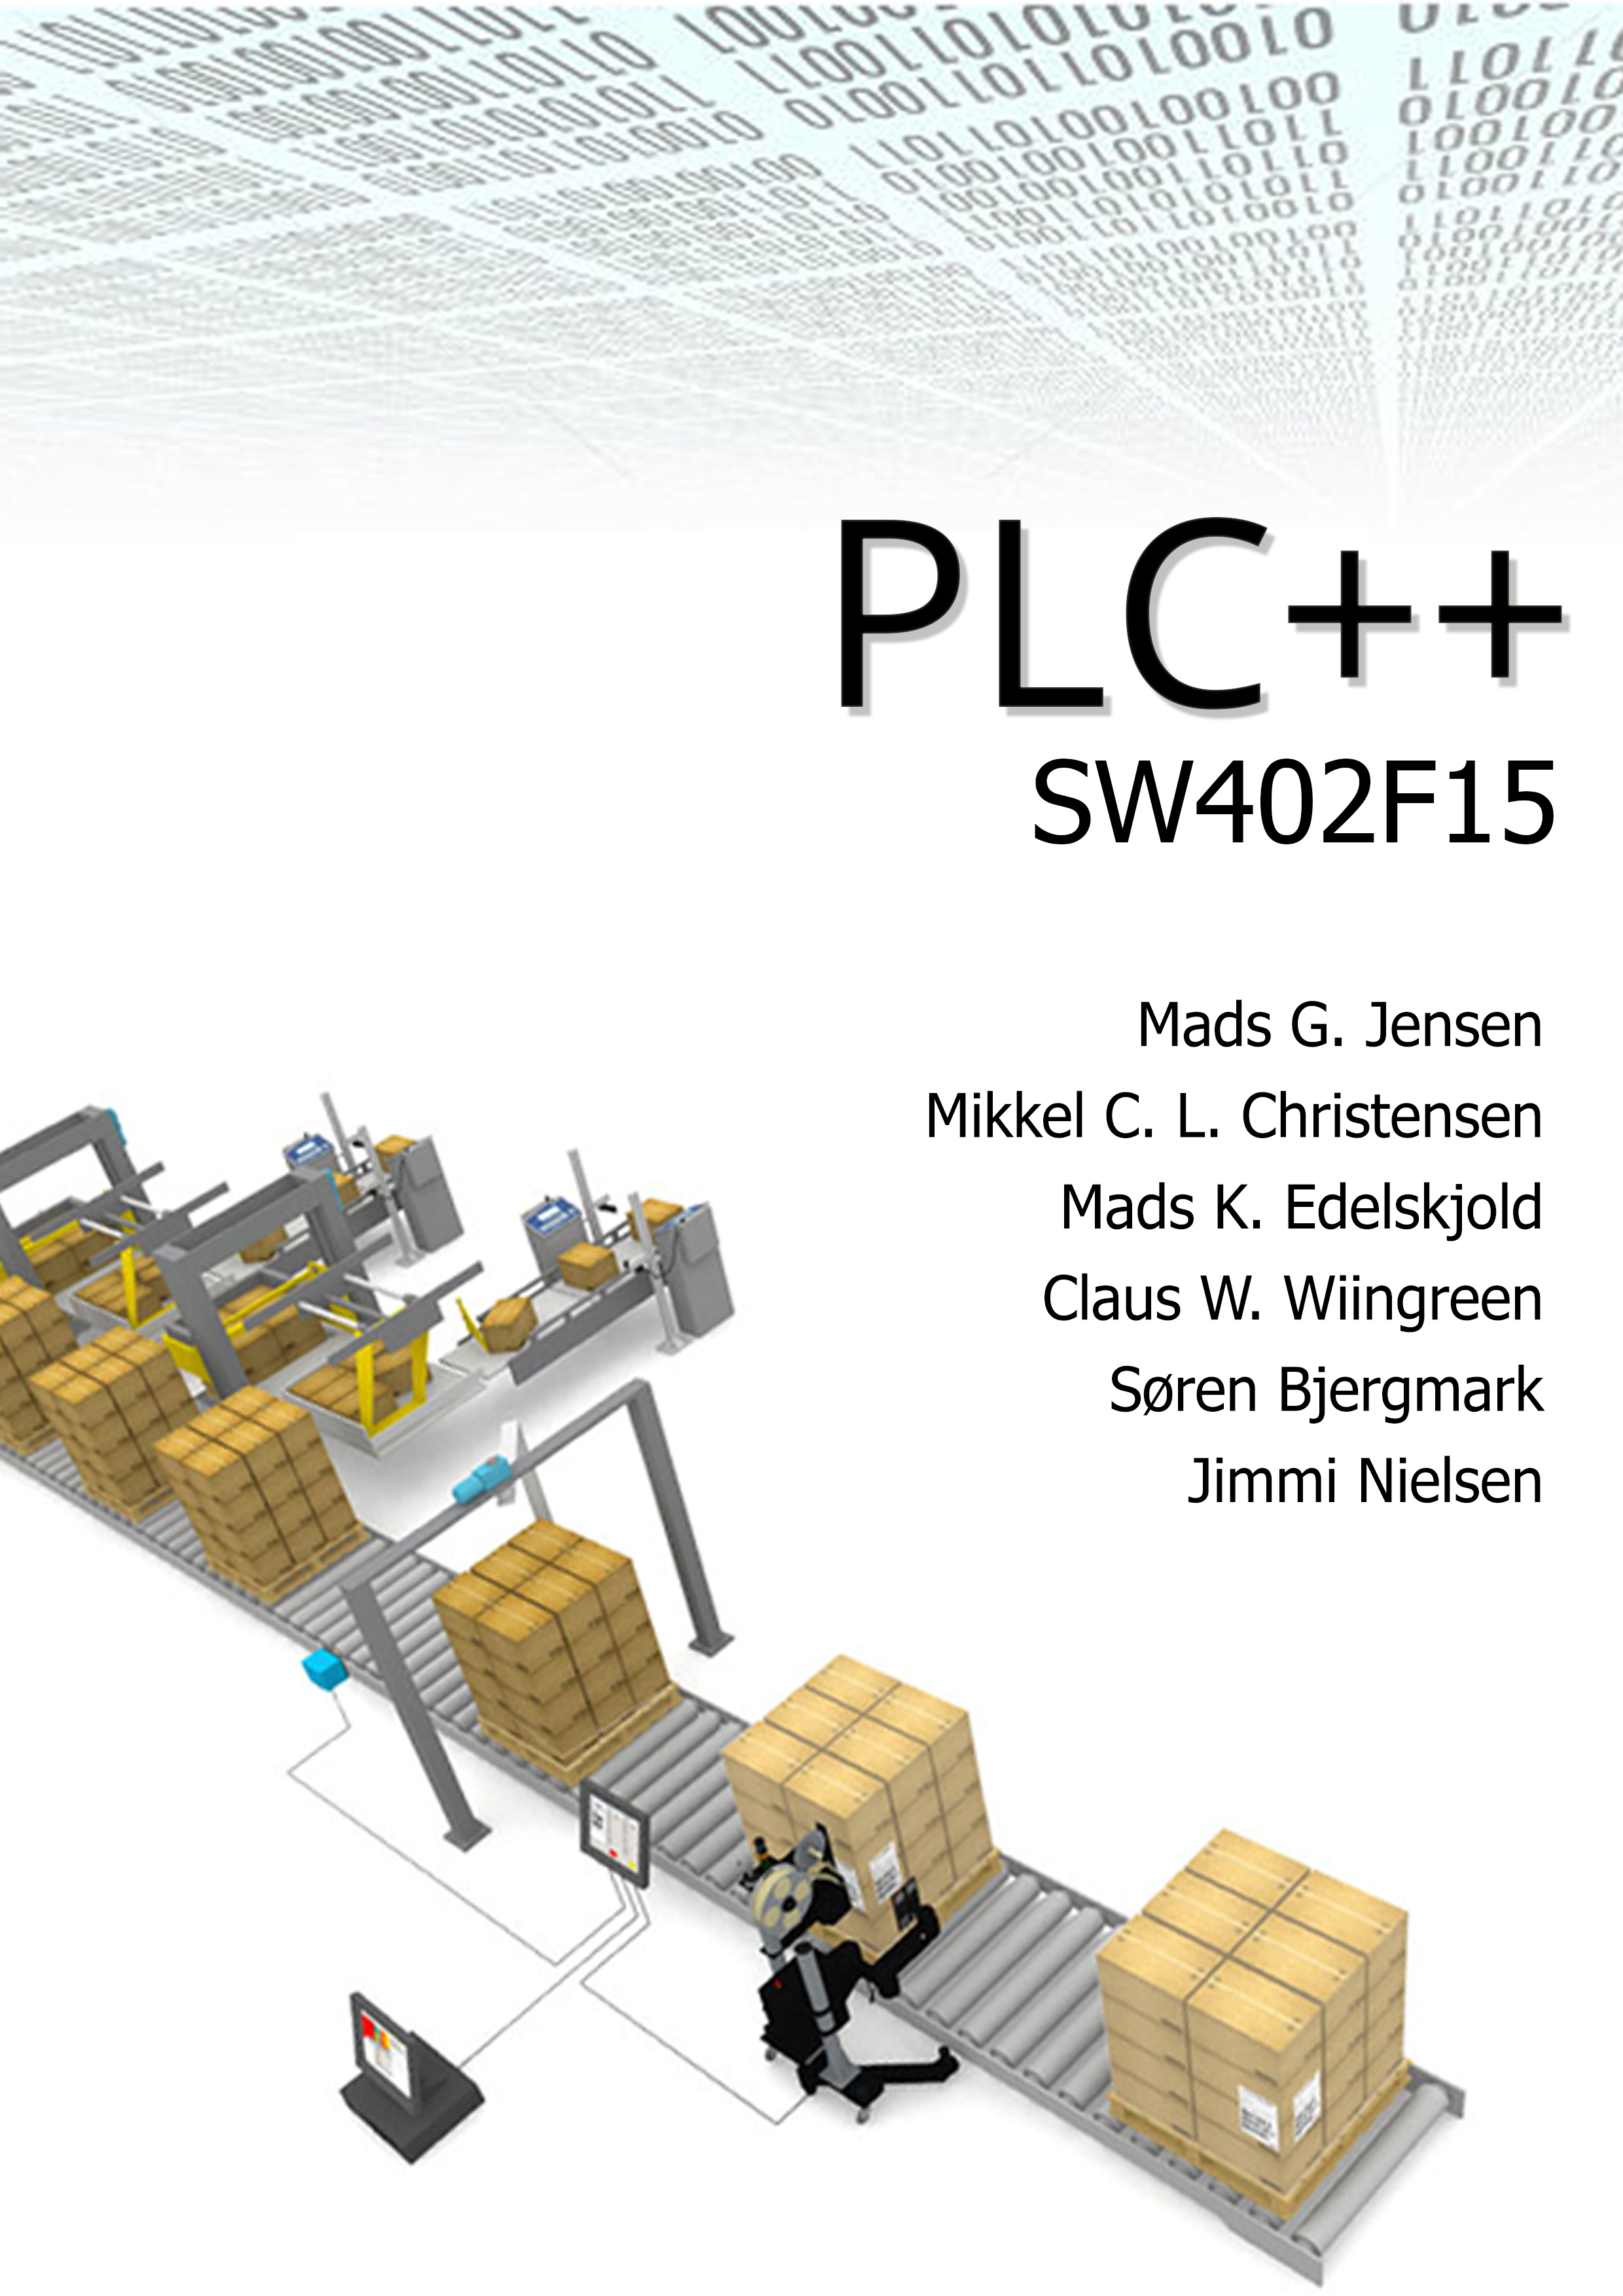 PLC++
SW402F15
Mads G. Jensen
Mikkel C. L. Christensen
Mads K. Edelskjold
Claus W. Wiingreen
Søren Bjergmark
Jimmi Nielsen